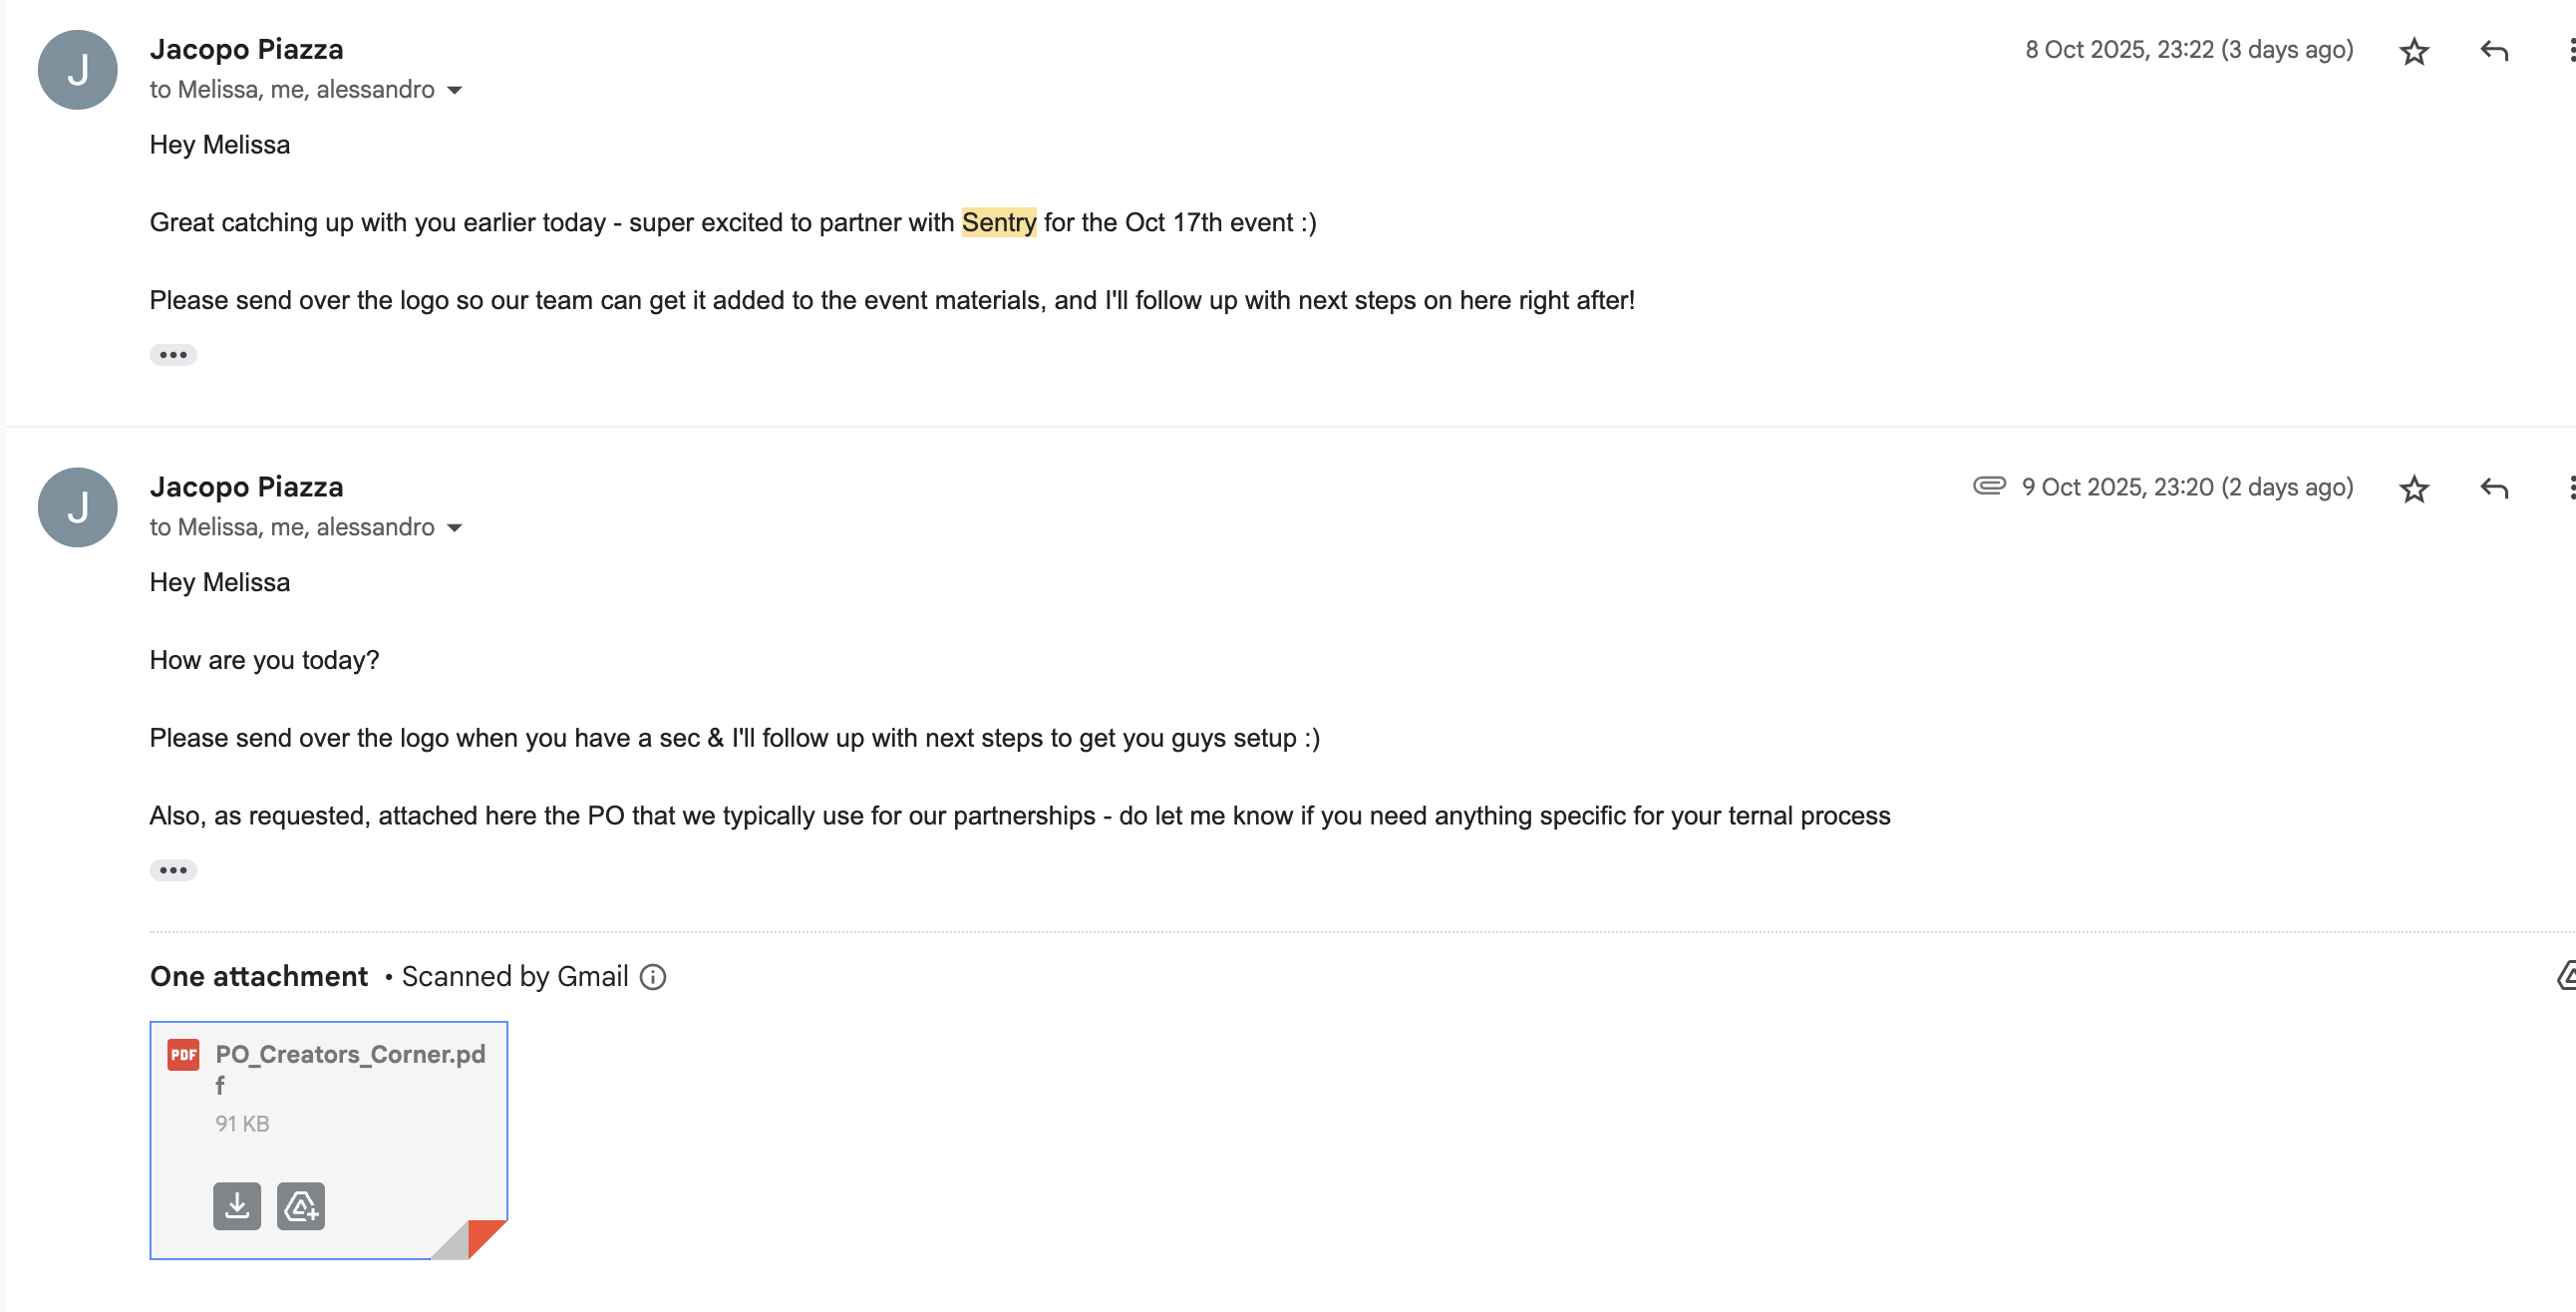 J
Jacopo Piazza
8 Oct 2025, 23:22 (3 days ago)
to Melissa, me, alessandro
Hey Melissa
Great catching up with you earlier today - super excited to partner with Sentry for the Oct 17th event :)
Please send over the logo so our team can get it added to the event materials, and I'll follow up with next steps on here right after!
J
Jacopo Piazza
9 Oct 2025, 23:20 (2 days ago)
to Melissa, me, alessandro
Hey Melissa
How are you today?
Please send over the logo when you have a sec & I'll follow up with next steps to get you guys setup :)
Also, as requested, attached here the PO that we typically use for our partnerships - do let me know if you need anything specific for your ternal process
One attachment • Scanned by Gmail
PDF PO_Creators_Corner.pd
f
91 KB